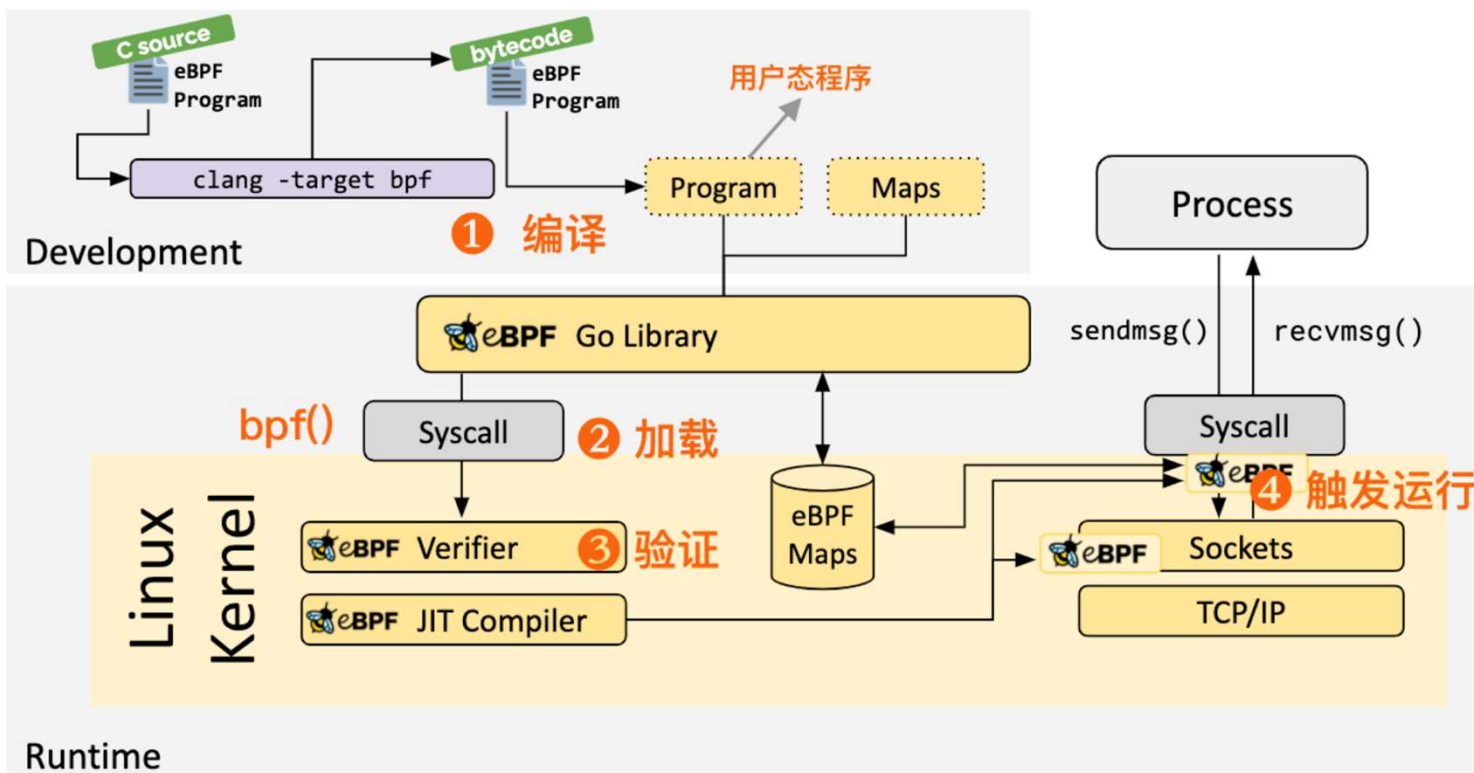 C source
eBPF
Program
bytecode
eBPF
Program
用户态程序
clang -target bpf
Program
Maps
❶ 编译
Development
Process
eBPF Go Library
sendmsg()
recvmsg()
bpf()
Syscall
❷ 加载
Syscall
eBPF
❹ 触发运行
Linux
Kernel
eBPF Verifier
❸ 验证
eBPF
Maps
eBPF
Sockets
eBPF JIT Compiler
TCP/IP
Runtime